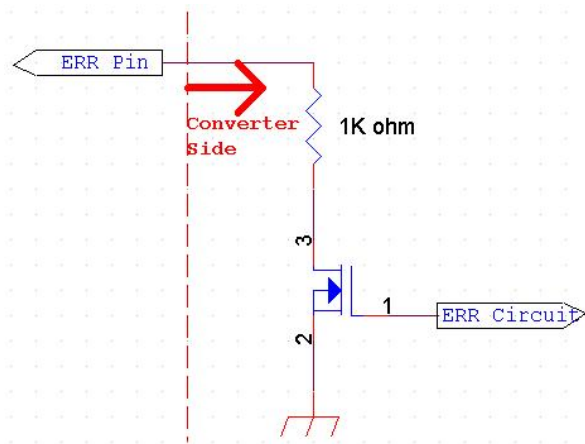 ERR Pin
Converter
Side
1K ohm
3
1
ERR Circuit
2